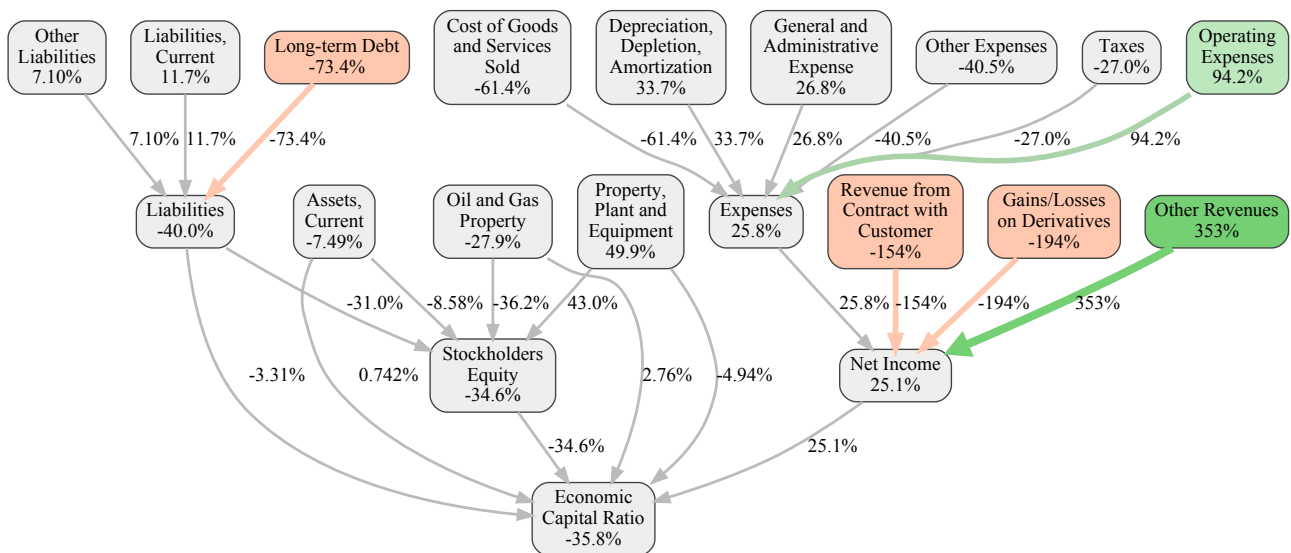 Other
Liabilities
7.10%
Liabilities,
Current
11.7%
Long-term Debt
-73.4%
Cost of Goods
and Services
Sold
-61.4%
Depreciation,
Depletion,
Amortization
33.7%
General and
Administrative
Expense
26.8%
Other Expenses
-40.5%
Taxes
-27.0%
Operating
Expenses
94.2%
7.10%
11.7%
-73.4%
-61.4%
33.7%
26.8%
-40.5%
-27.0%
94.2%
Liabilities
-40.0%
Assets,
Current
-7.49%
Oil and Gas
Property
-27.9%
Property,
Plant and
Equipment
49.9%
Expenses
25.8%
Revenue from
Contract with
Customer
-154%
Gains/Losses
on Derivatives
-194%
Other Revenues
353%
-31.0%
-8.58%
-36.2%
43.0%
25.8%
-154%
-194%
353%
Stockholders
Equity
-34.6%
Net Income
25.1%
-3.31%
0.742%
2.76%
-4.94%
-34.6%
25.1%
Economic
Capital Ratio
-35.8%